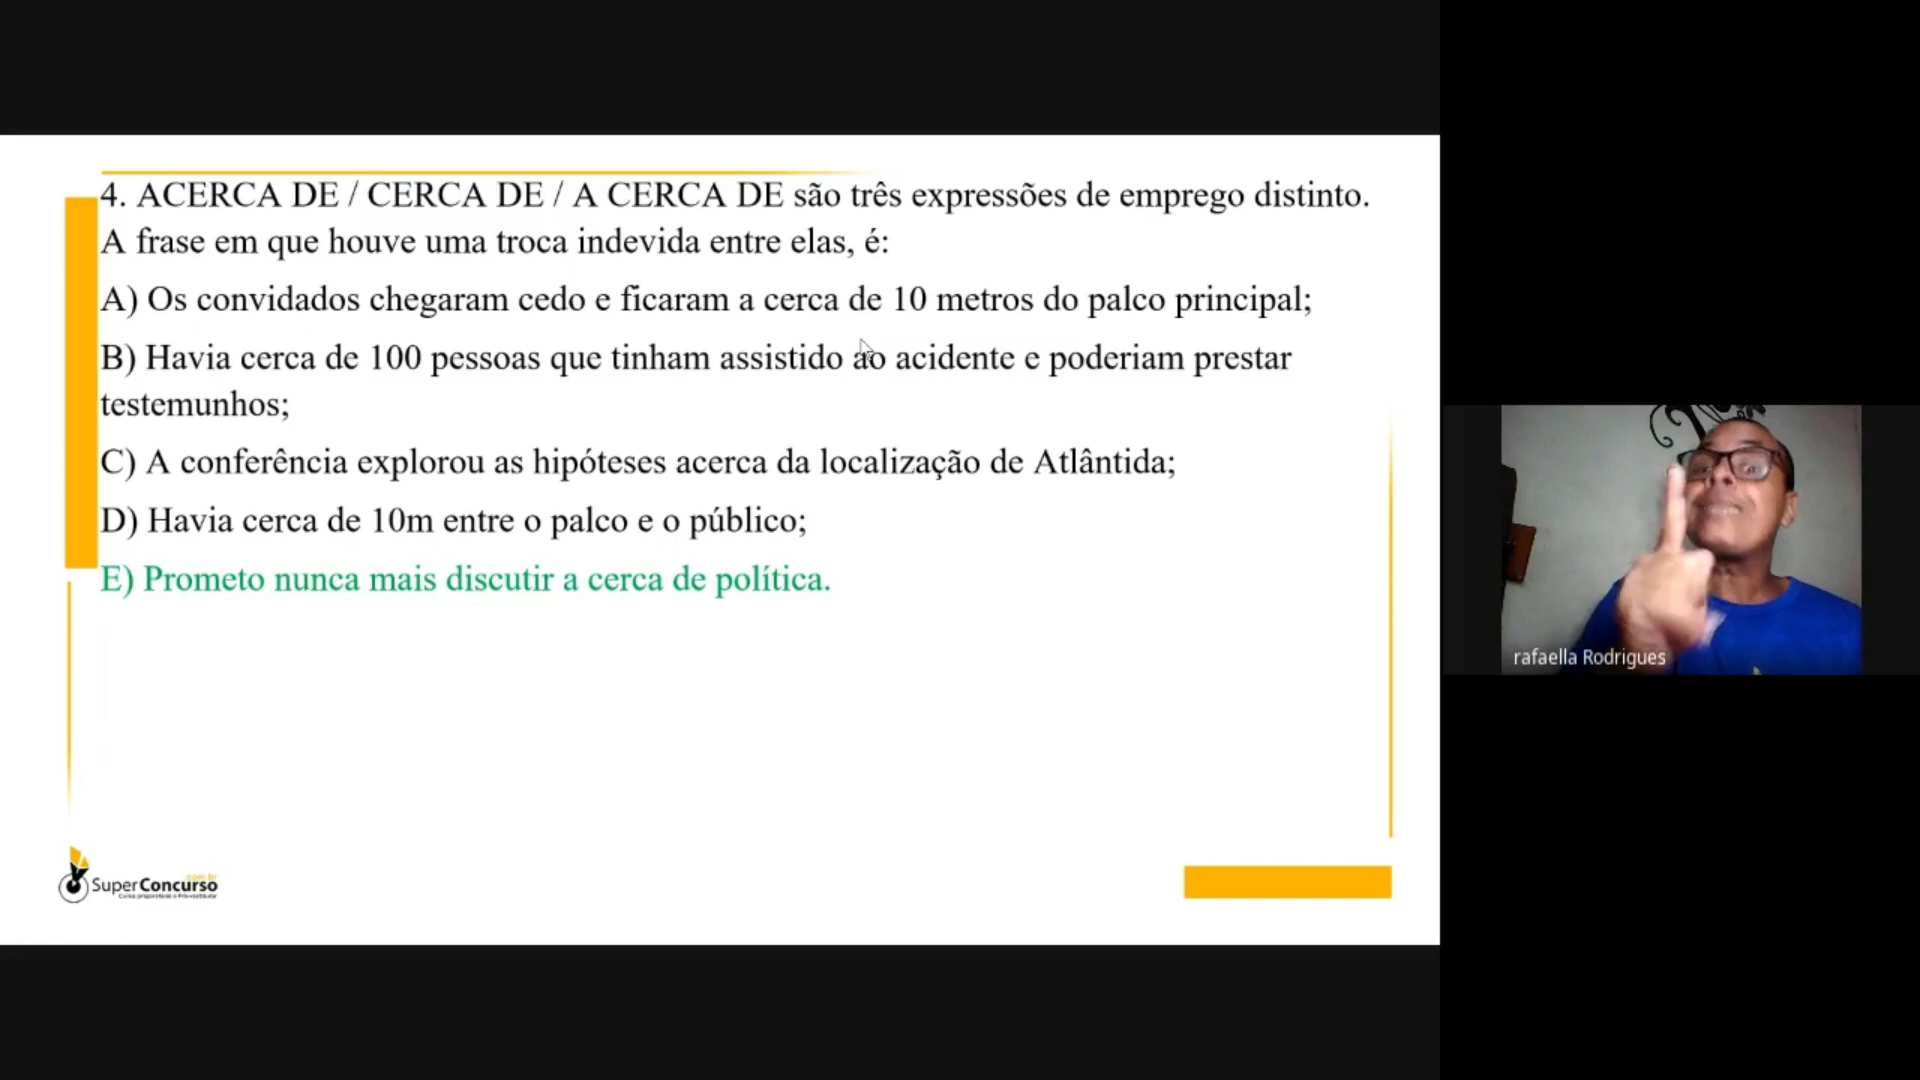 4. ACERCA DE / CERCA DE / A CERCA DE são três expressões de emprego distinto.
A frase em que houve uma troca indevida entre elas, é:
A) Os convidados chegaram cedo e ficaram a cerca de 10 metros do palco principal;
B) Havia cerca de 100 pessoas que tinham assistido ao acidente e poderiam prestar
testemunhos;
C) A conferência explorou as hipóteses acerca da localização de Atlântida;
D) Havia cerca de 10m entre o palco e o público;
E) Prometo nunca mais discutir a cerca de política.
rafaella Rodrigues
.com.br
SuperConcurso